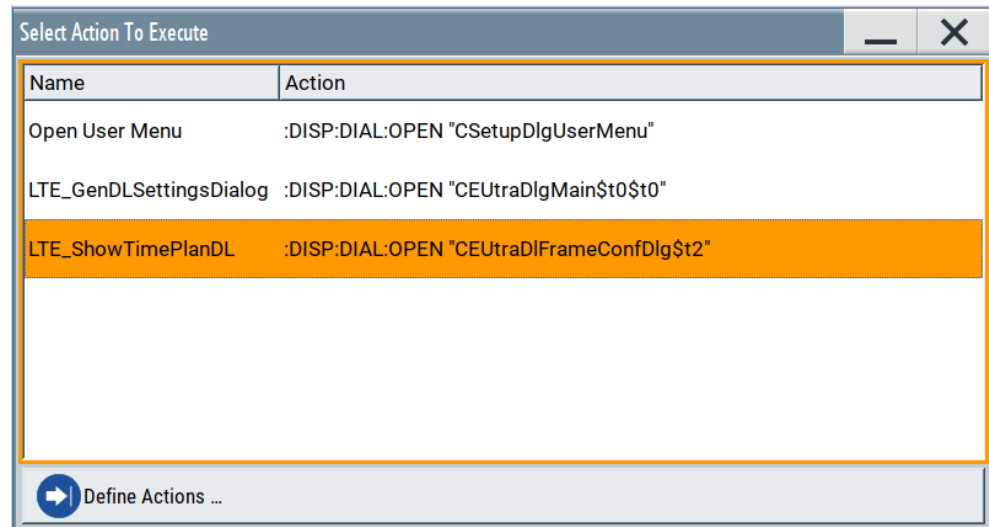 Select Action To Execute
Name Action
Open User Menu :DISP:DIAL:OPEN "CSetupDlgUserMenu"
LTE_GenDLSettingsDialog :DISP:DIAL:OPEN "CEUtraDlgMain$t0$t0"
LTE_ShowTimePlanDL :DISP:DIAL:OPEN "CEUtraDlFrameConfDlg$t2"
Define Actions ...